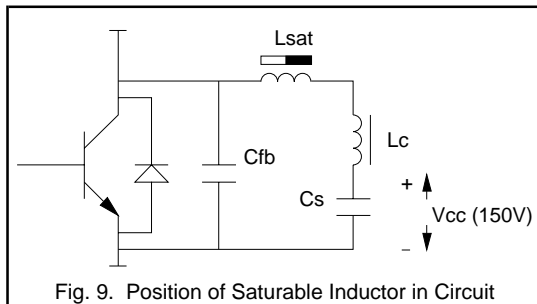 Lsat
Lc
Cfb
Cs
+
Vcc (150V)
–
Fig. 9. Position of Saturable Inductor in Circuit